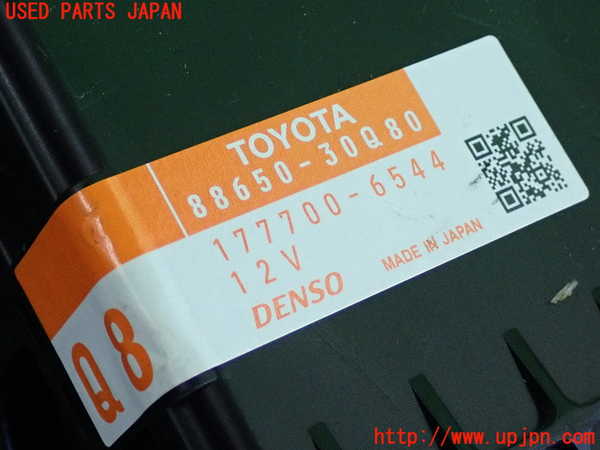 USED PARTS JAPAN
TOYOTA
88650-30Q80
177700-6544
12V
DENSO
MADE IN JAPAN
Q8
http://www.upjpn.com